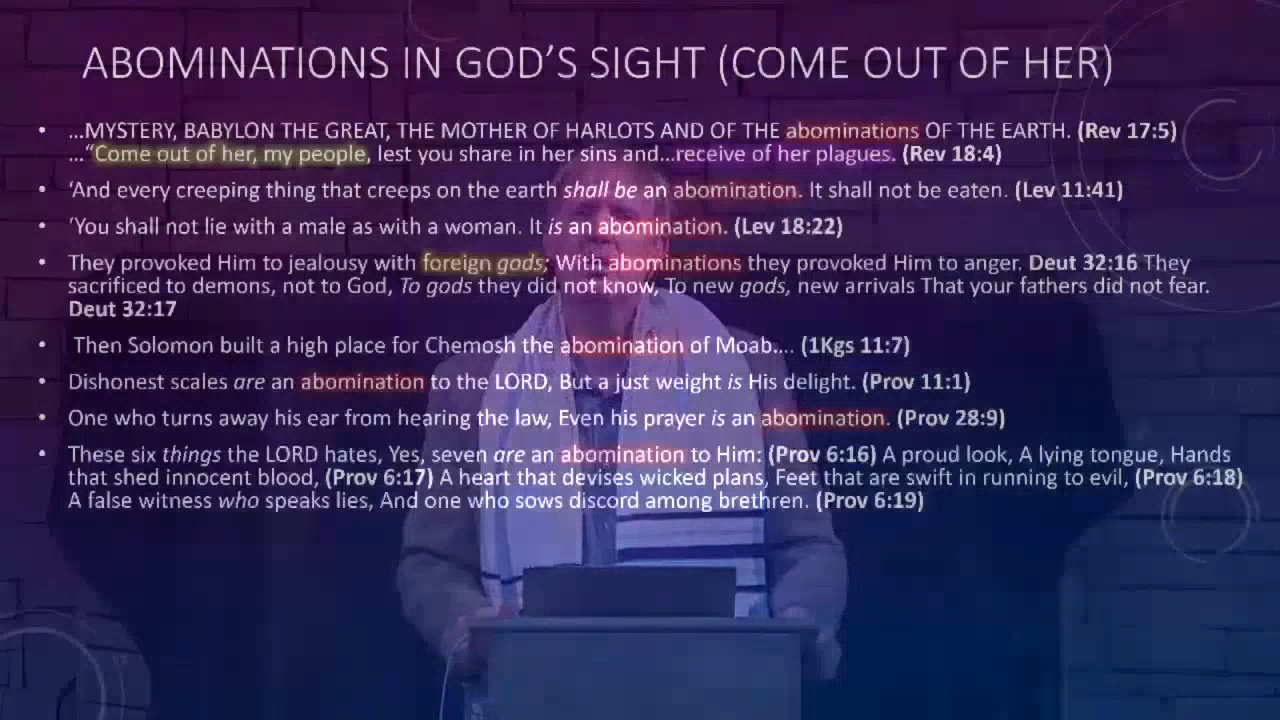 ABOMINATIONS IN GOD'S SIGHT (COME OUT OF HER)
• ...MYSTERY, BABYLON THE GREAT, THE MOTHER OF HARLOTS AND OF THE abominations OF THE EARTH. (Rev 17:5)
...“Come out of her, my people, lest you share in her sins and...receive of her plagues. (Rev 18:4)
• ‘And every creeping thing that creeps on the earth shall be an abomination. It shall not be eaten. (Lev 11:41)
• ‘You shall not lie with a male as with a woman. It is an abomination. (Lev 18:22)
• They provoked Him to jealousy with foreign gods; With abominations they provoked Him to anger. Deut 32:16 They
sacrificed to demons, not to God, To gods they did not know, To new gods, new arrivals That your fathers did not fear.
Deut 32:17
• Then Solomon built a high place for Chemosh the abomination of Moab.... (1Kgs 11:7)
• Dishonest scales are an abomination to the LORD, But a just weight is His delight. (Prov 11:1)
• One who turns away his ear from hearing the law, Even his prayer is an abomination. (Prov 28:9)
• These six things the LORD hates, Yes, seven are an abomination to Him: (Prov 6:16) A proud look, A lying tongue, Hands
that shed innocent blood, (Prov 6:17) A heart that devises wicked plans, Feet that are swift in running to evil, (Prov 6:18)
A false witness who speaks lies, And one who sows discord among brethren. (Prov 6:19)